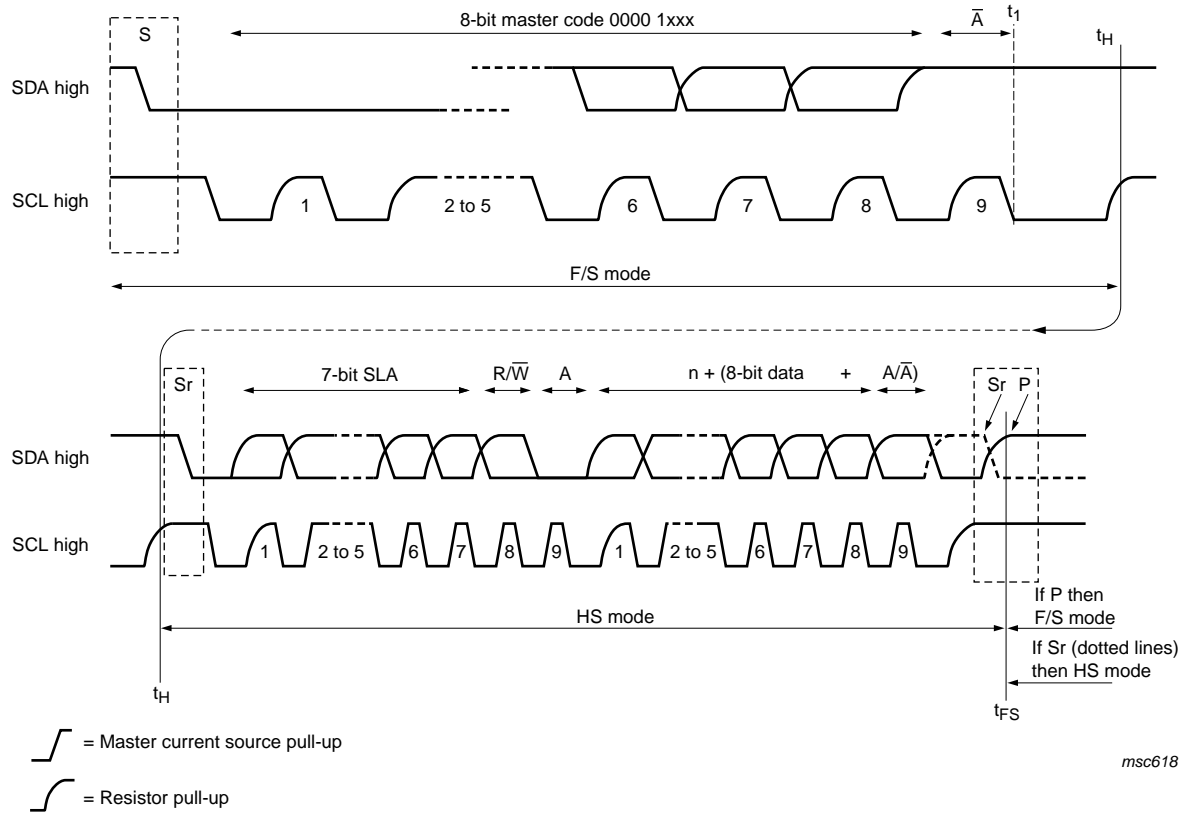 8-bit master code 0000 1xxx
A̅
t1
tH
S
SDA high
SCL high
1
2 to 5
6
7
8
9
F/S mode
Sr
7-bit SLA
R/W̅
A
n + (8-bit data + A/A̅)
Sr P
SDA high
SCL high
1
2 to 5
6
7
8
9
1
2 to 5
6
7
8
9
HS mode
If P then
F/S mode
If Sr (dotted lines)
then HS mode
tH
tFS
= Master current source pull-up
= Resistor pull-up
msc618